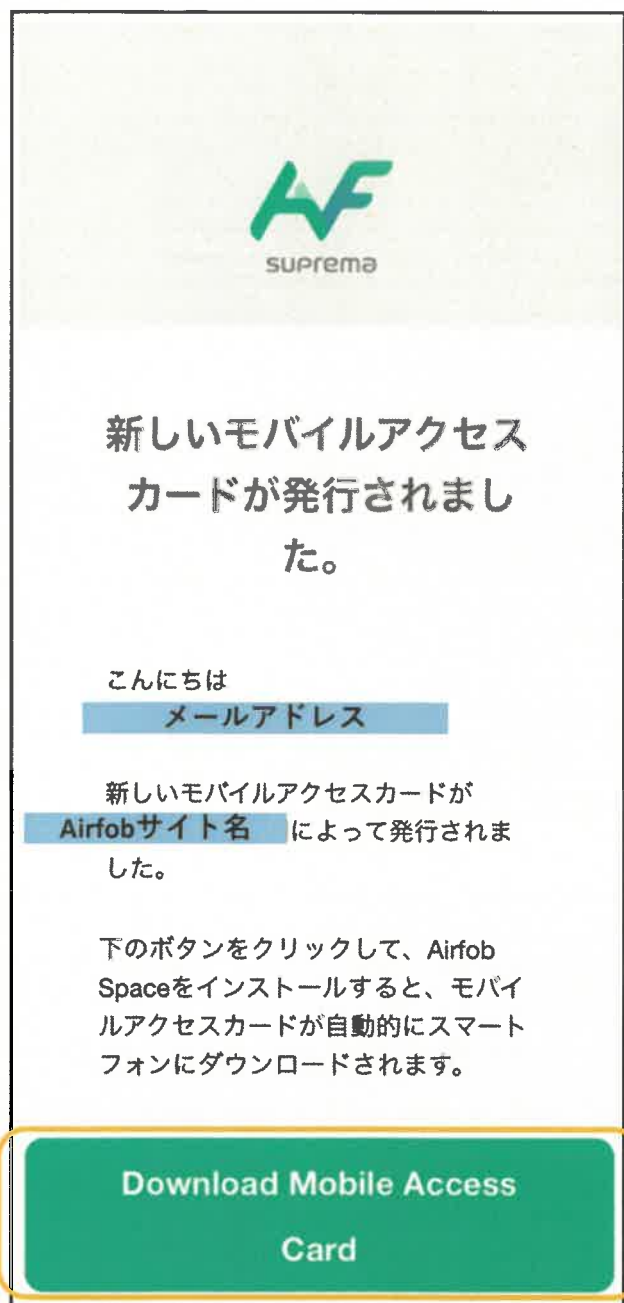 suprema
新しいモバイルアクセス
カードが発行されまし
た。
こんにちは
メールアドレス
新しいモバイルアクセスカードが
Airfobサイト名 によって発行されま
した。
下のボタンをクリックして、Airfob
Spaceをインストールすると、モバイ
ルアクセスカードが自動的にスマート
フォンにダウンロードされます。
Download Mobile Access
Card